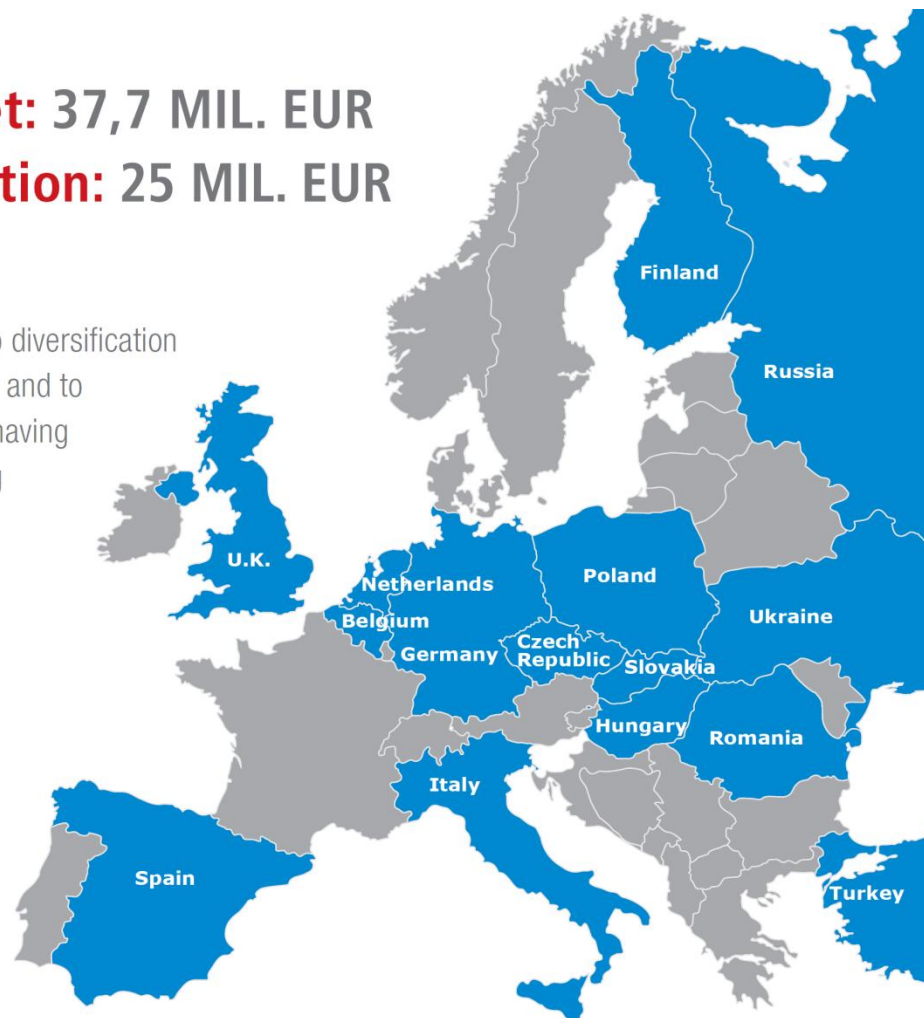 t: 37,7 MIL. EUR
tion: 25 MIL. EUR
diversification
and to
having
Finland
Russia
U.K.
Netherlands
Poland
Belgium
Ukraine
Germany
Czech
Republic
Slovakia
Hungary
Romania
Italy
Spain
Turkey